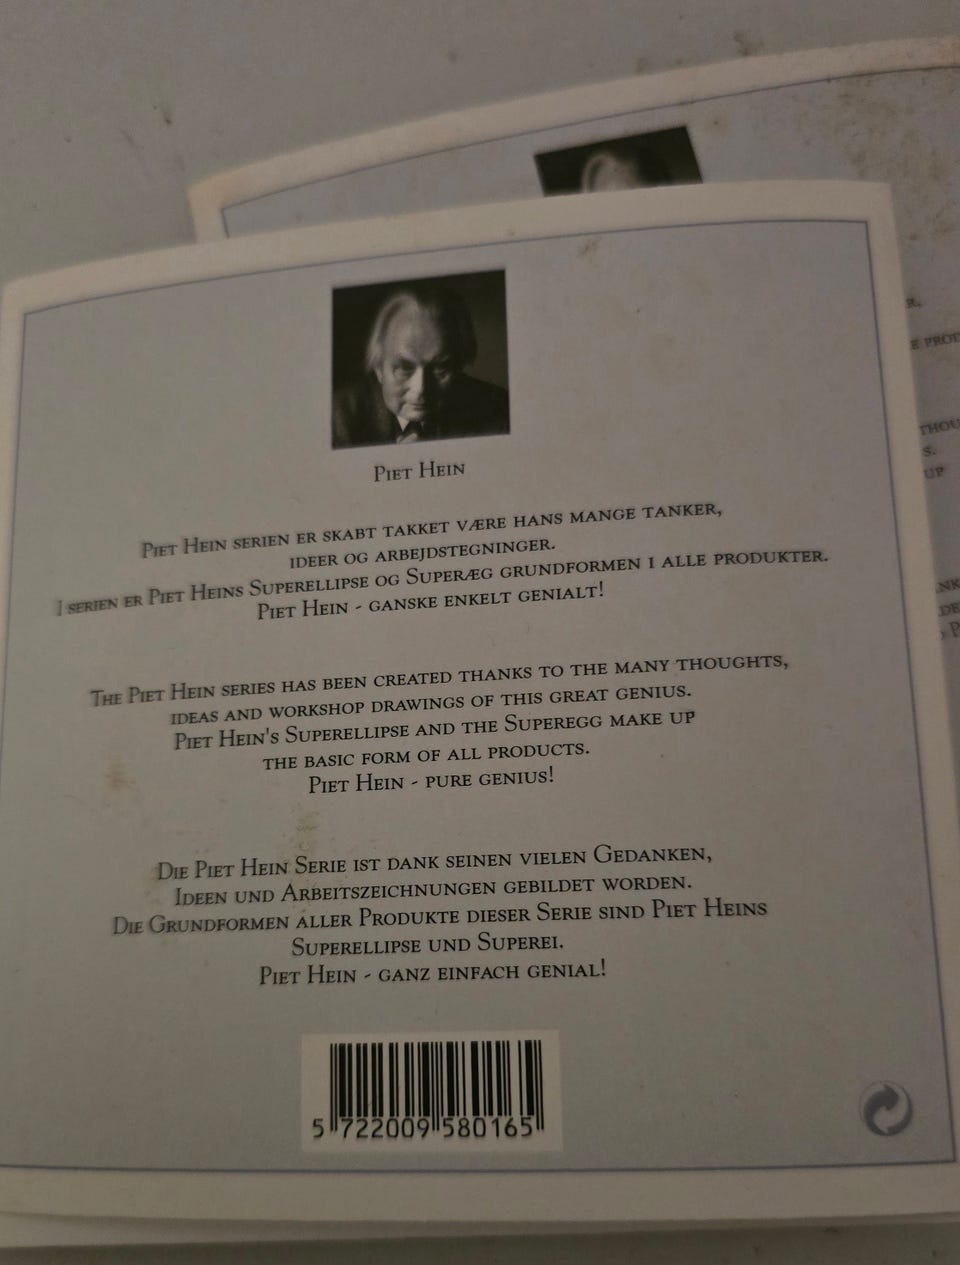 Piet Hein
Piet Hein serien er skabt takket være hans mange tanker,
ideer og arbejdstegninger.
I serien er Piet Heins Superellipse og Superæg grundformen i alle produkter.
Piet Hein - ganske enkelt genialt!
The Piet Hein series has been created thanks to the many thoughts,
ideas and workshop drawings of this great genius.
Piet Hein's Superellipse and the Superegg make up
the basic form of all products.
Piet Hein - pure genius!
Die Piet Hein Serie ist dank seinen vielen Gedanken,
Ideen und Arbeitszeichnungen gebildet worden.
Die Grundformen aller Produkte dieser Serie sind Piet Heins
Superellipse und Superei.
Piet Hein - ganz einfach genial!
5 722009 580165
up